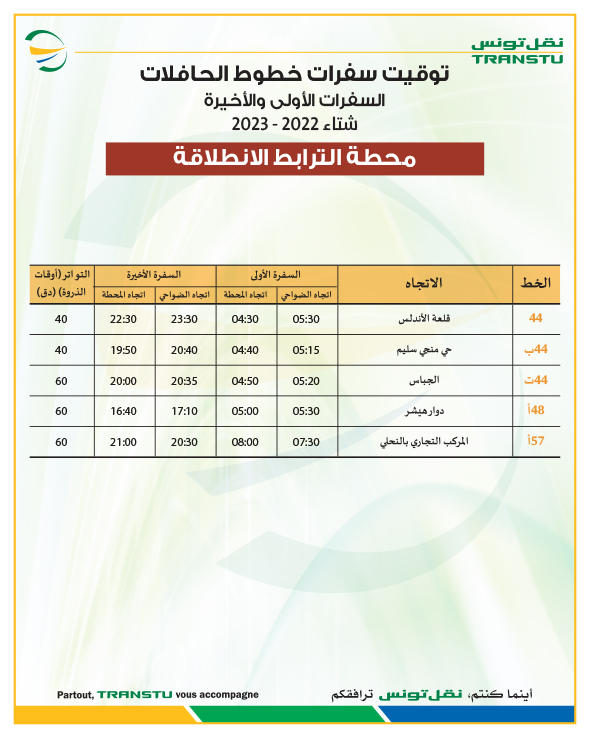 نقل تونس
TRANSTU
توقيت سفرات خطوط الحافلات
السفرات الأولى والأخيرة
شتاء 2022 - 2023
محطة الترابط الانطلاقة
الخط الاتجاه السفرة الأولى السفرة الأخيرة التواتر (أوقات الذروة) (دق)
اتجاه الضواحي اتجاه المحطة اتجاه الضواحي اتجاه المحطة
44 قلعة الأندلس 05:30 04:30 23:30 22:30 40
44ب حي منجي سليم 05:15 04:40 20:40 19:50 40
44ت الجباس 05:20 04:50 20:35 20:00 60
48أ دوار هيشر 05:30 05:00 17:10 16:40 60
57أ المركب التجاري بالنحلي 07:30 08:00 20:30 21:00 60
أينما كنتم، نقل تونس ترافقكم
Partout, TRANSTU vous accompagne